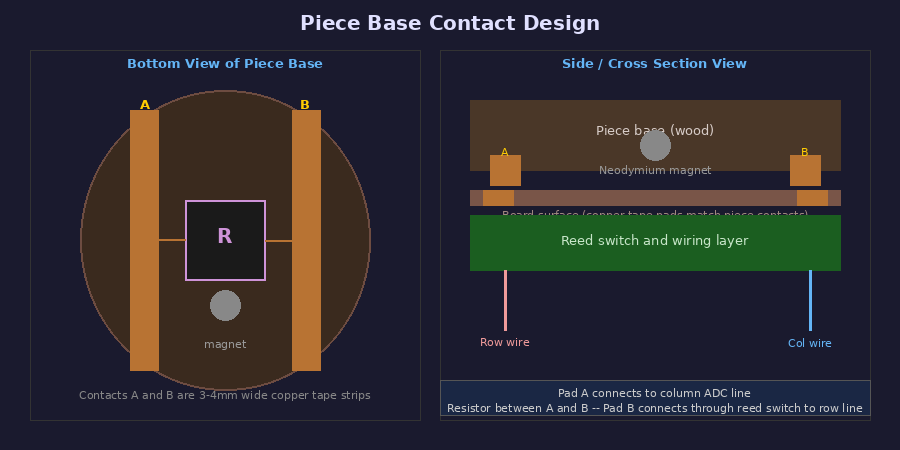 Piece Base Contact Design
Bottom View of Piece Base
A
B
R
magnet
Contacts A and B are 3-4mm wide copper tape strips
Side / Cross Section View
Piece base (wood)
A
B
Neodymium magnet
Board surface (copper tape pads match piece contacts)
Reed switch and wiring layer
Row wire
Col wire
Pad A connects to column ADC line
Resistor between A and B -- Pad B connects through reed switch to row line